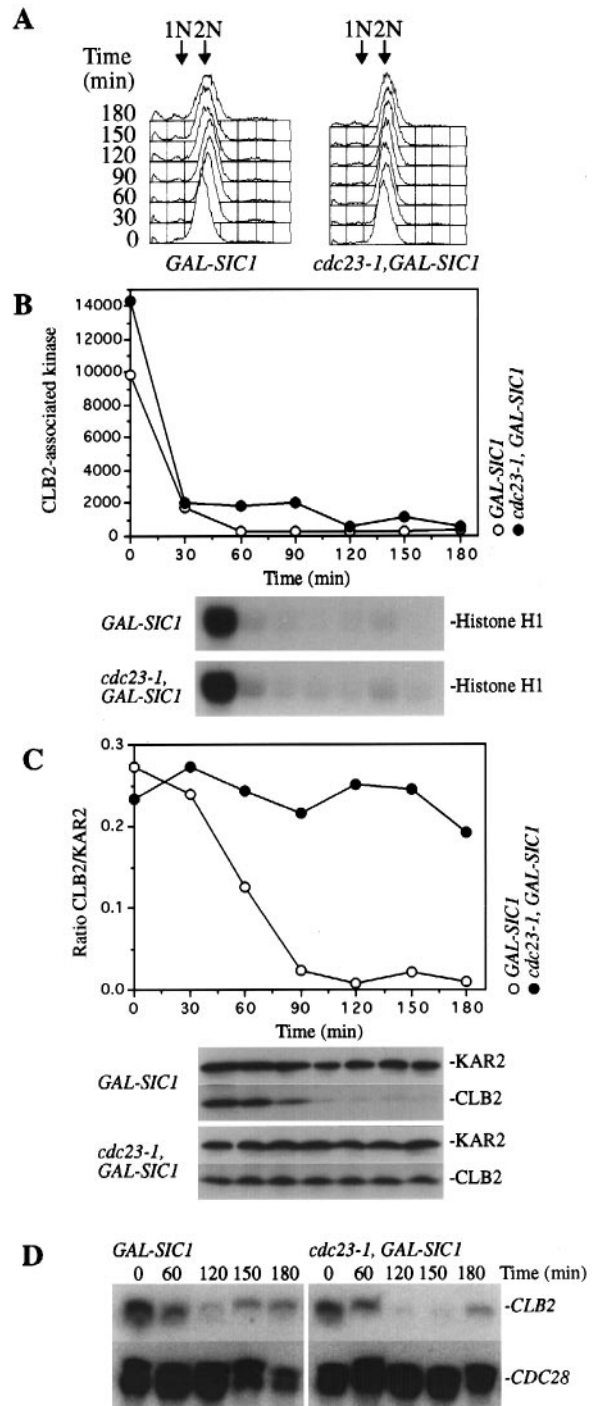 A
1N2N 1N2N
Time
(min)
180
150
120
90
60
30
0
GAL-SIC1 cdc23-1,GAL-SIC1
B
CLB2-associated kinase
14000
12000
10000
8000
6000
4000
2000
0
0 30 60 90 120 150 180
Time (min)
GAL-SIC1
cdc23-1, GAL-SIC1
GAL-SIC1 -Histone H1
cdc23-1,
GAL-SIC1 -Histone H1
C
Ratio CLB2/KAR2
0.3
0.2
0.1
0.0
0 30 60 90 120 150 180
Time (min)
GAL-SIC1
cdc23-1, GAL-SIC1
GAL-SIC1 -KAR2
-CLB2
cdc23-1,
GAL-SIC1 -KAR2
-CLB2
D
GAL-SIC1 cdc23-1, GAL-SIC1
0 60 120 150 180 0 60 120 150 180 Time (min)
-CLB2
-CDC28